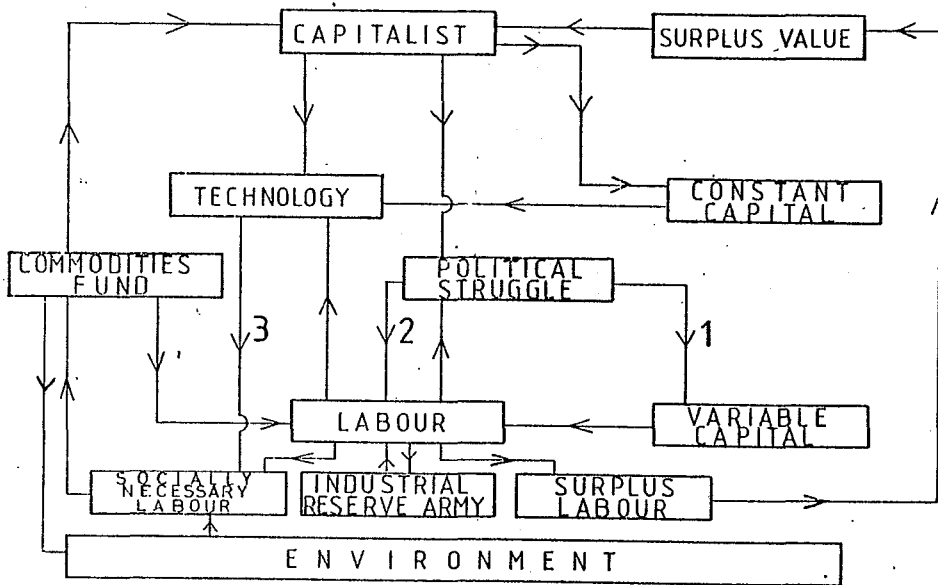 CAPITALIST
SURPLUS VALUE
TECHNOLOGY
CONSTANT
CAPITAL
COMMODITIES
FUND
POLITICAL
STRUGGLE
3
2
1
LABOUR
VARIABLE
CAPITAL
SOCIALLY
NECESSARY
LABOUR
INDUSTRIAL
RESERVE ARMY
SURPLUS
LABOUR
ENVIRONMENT